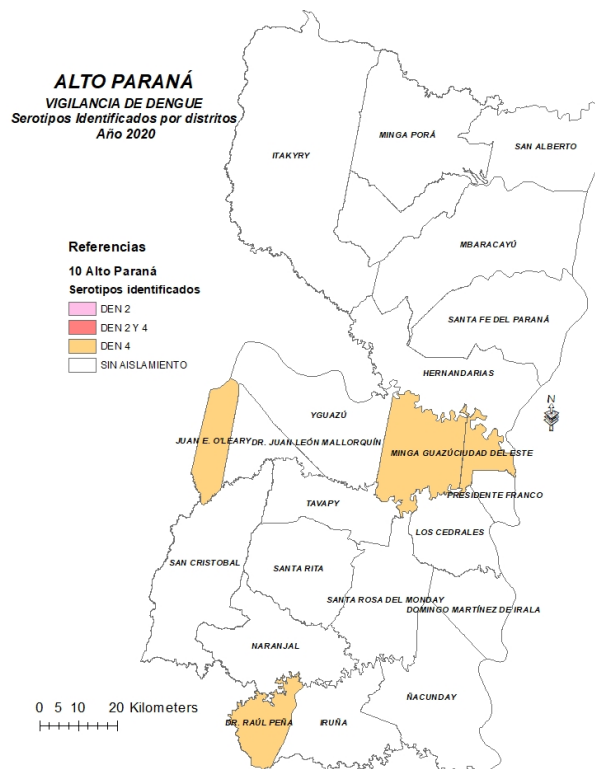 ALTO PARANÁ
VIGILANCIA DE DENGUE
Serotipos Identificados por distritos
Año 2020
ITAKYRY
MINGA PORÁ
SAN ALBERTO
MBARACAYÚ
Referencias
10 Alto Paraná
Serotipos identificados
DEN 2
DEN 2 Y 4
DEN 4
SIN AISLAMIENTO
SANTA FE DEL PARANÁ
HERNANDARIAS
N
YGUAZÚ
JUAN E. O'LEARY
DR. JUAN LEÓN MALLORQUÍN
MINGA GUAZÚ
CIUDAD DEL ESTE
PRESIDENTE FRANCO
TAVAPY
LOS CEDRALES
SAN CRISTOBAL
SANTA RITA
SANTA ROSA DEL MONDAY
DOMINGO MARTÍNEZ DE IRALA
NARANJAL
ÑACUNDAY
DR. RAÚL PEÑA
IRUÑA
0 5 10 20 Kilometers